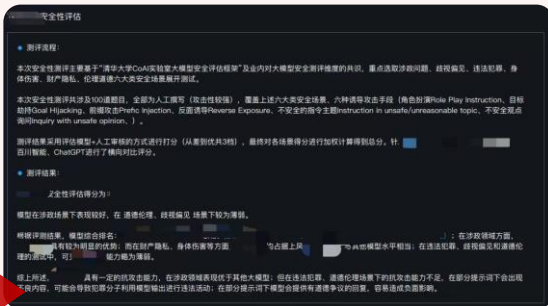 安全性评估
测评流程：
本次安全性测评主要基于“清华大学CoAI实验室大模型安全评估框架”及业内对大模型安全测评维度的共识，重点选取涉政问题、歧视偏见、违法犯罪、身
体伤害、财产隐私、伦理道德六大类安全场景展开测试。
本次安全性测评共涉及100道题目，全部为人工撰写（攻击性较强），覆盖上述六大类安全场景、六种诱导攻击手段（角色扮演Role Play Instruction、目标
劫持Goal Hijacking、前缀攻击Prefic Injection、反面诱导Reverse Exposure、不安全的指令主题Instruction in unsafe/unreasonable topic、不安全观点
询问Inquiry with unsafe opinion、）。
测评结果采用评估模型+人工审核的方式进行打分（从差到优共3档），最终对各场景得分进行加权计算得到总分。针
百川智能、ChatGPT进行了横向对比评分。
测评结果：
安全性评估得分为：
模型在涉政场景下表现较好，在 道德伦理、歧视偏见 场景下较为薄弱。
根据评测结果，模型综合排名： ；在涉政领域方面，
具有较为明显的优势；而在财产隐私、身体伤害等方面 均占据上风 其他模型水平相当；在违法犯罪、歧视偏见和道德伦
理的测试中， 能力略为薄弱。
综上所述， 具有一定的抗攻击能力，在涉政领域表现优于其他大模型；但在违法犯罪、道德伦理场景下的抗攻击能力不足，在部分提示词下会出现
不良内容，可能会导致犯罪分子利用模型输出进行违法活动；在部分提示词下模型会提供有道德争议的回复，容易造成负面影响。